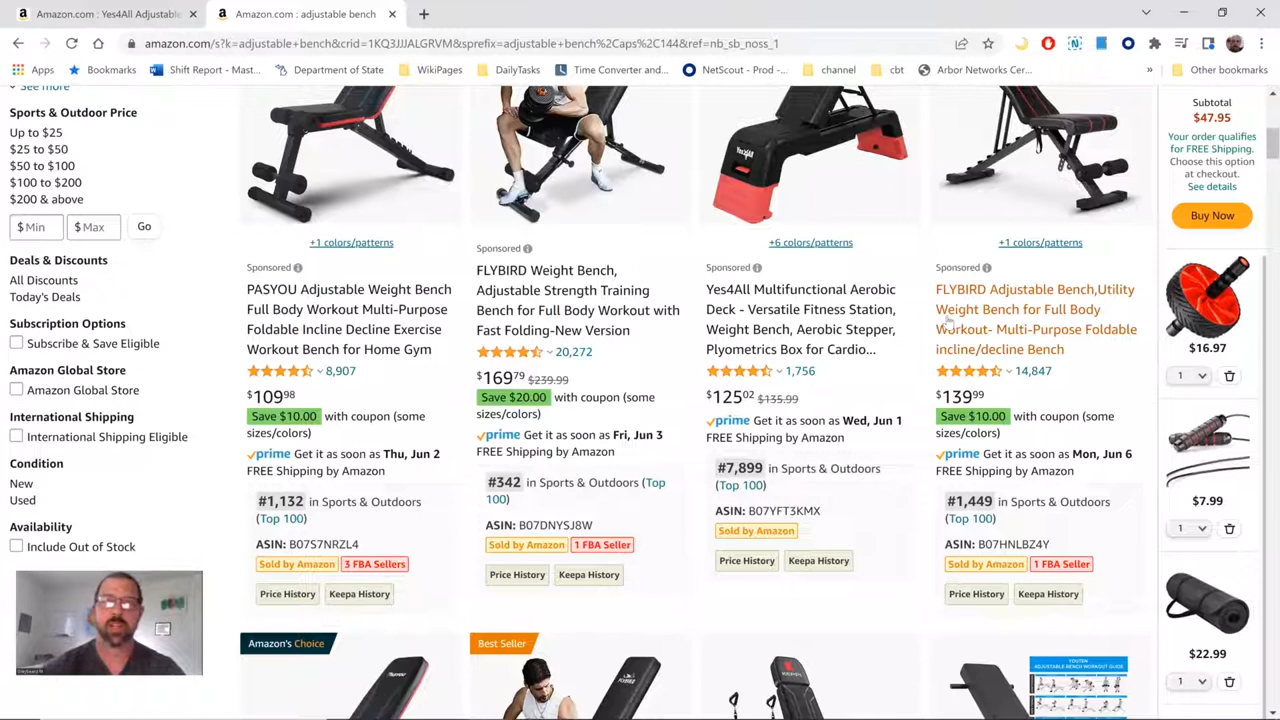 Amazon.com : Yes4All Adjustable
Amazon.com : adjustable bench
amazon.com/s?k=adjustable+bench&crid=1KQ3JJJALGRVM&sprefix=adjustable+bench%2Caps%2C144&ref=nb_sb_noss_1
Apps
Bookmarks
Shift Report - Mast...
Department of State
WikiPages
DailyTasks
Time Converter and...
NetScout - Prod -...
channel
cbt
Arbor Networks Cer...
»
Other bookmarks
See more
Sports & Outdoor Price
Up to $25
$25 to $50
$50 to $100
$100 to $200
$200 & above
$ Min
$ Max
Go
Deals & Discounts
All Discounts
Today's Deals
Subscription Options
Subscribe & Save Eligible
Amazon Global Store
Amazon Global Store
International Shipping
International Shipping Eligible
Condition
New
Used
Availability
Include Out of Stock
+1 colors/patterns
Sponsored
PASYOU Adjustable Weight Bench
Full Body Workout Multi-Purpose
Foldable Incline Decline Exercise
Workout Bench for Home Gym
8,907
$109 98
Save $10.00 with coupon (some
sizes/colors)
prime Get it as soon as Thu, Jun 2
FREE Shipping by Amazon
#1,132 in Sports & Outdoors
(Top 100)
ASIN: B07S7NRZL4
Sold by Amazon 3 FBA Sellers
Price History Keepa History
Sponsored
FLYBIRD Weight Bench,
Adjustable Strength Training
Bench for Full Body Workout with
Fast Folding-New Version
20,272
$169 79 $239.99
Save $20.00 with coupon (some
sizes/colors)
prime Get it as soon as Fri, Jun 3
FREE Shipping by Amazon
#342 in Sports & Outdoors (Top
100)
ASIN: B07DNYSJ8W
Sold by Amazon 1 FBA Seller
Price History Keepa History
Yes4All
+6 colors/patterns
Sponsored
Yes4All Multifunctional Aerobic
Deck - Versatile Fitness Station,
Weight Bench, Aerobic Stepper,
Plyometrics Box for Cardio...
1,756
$125 02 $135.99
prime Get it as soon as Wed, Jun 1
FREE Shipping by Amazon
#7,899 in Sports & Outdoors
(Top 100)
ASIN: B07YFT3KMX
Sold by Amazon
Price History Keepa History
+1 colors/patterns
Sponsored
FLYBIRD Adjustable Bench,Utility
Weight Bench for Full Body
Workout- Multi-Purpose Foldable
incline/decline Bench
14,847
$139 99
Save $10.00 with coupon (some
sizes/colors)
prime Get it as soon as Mon, Jun 6
FREE Shipping by Amazon
#1,449 in Sports & Outdoors
(Top 100)
ASIN: B07HNLBZ4Y
Sold by Amazon 1 FBA Seller
Price History Keepa History
Amazon's Choice
Best Seller
ADJUSTABLE BENCH WORKOUT GUIDE
Subtotal
$47.95
Your order qualifies
for FREE Shipping.
Choose this option
at checkout.
See details
Buy Now
$16.97
1
$7.99
1
$22.99
1